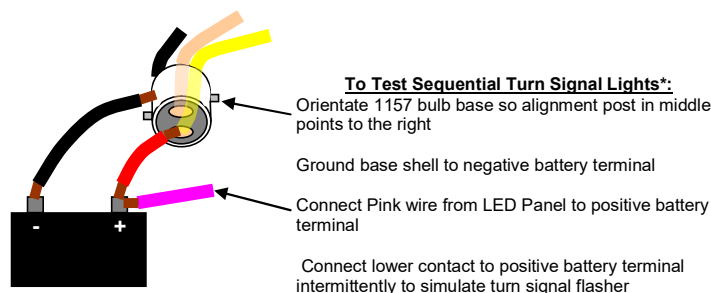 To Test Sequential Turn Signal Lights*:
Orientate 1157 bulb base so alignment post in middle
points to the right
Ground base shell to negative battery terminal
Connect Pink wire from LED Panel to positive battery
terminal
Connect lower contact to positive battery terminal
intermittently to simulate turn signal flasher
- +